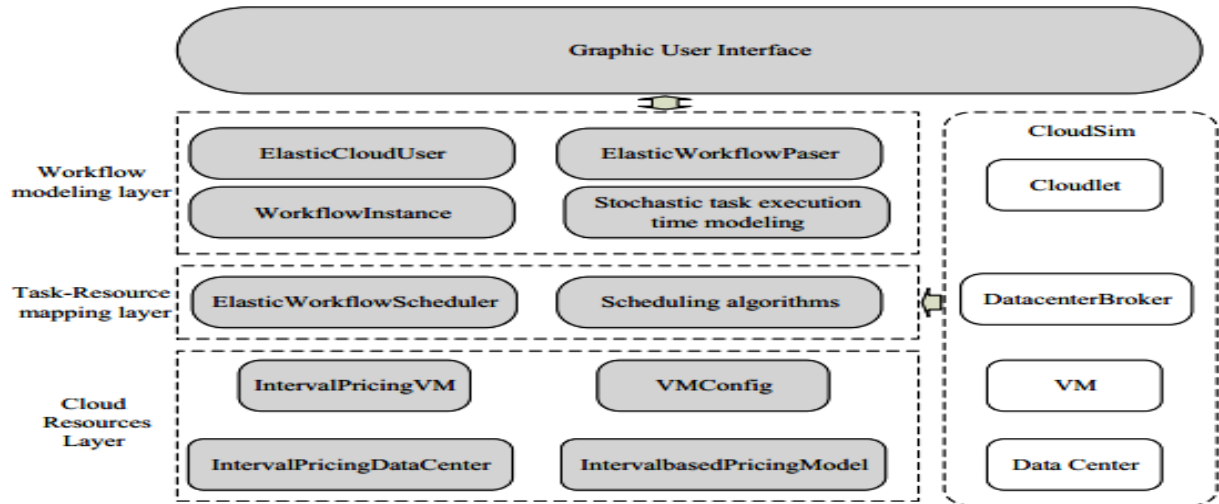 Graphic User Interface
CloudSim
Workflow
modeling layer
ElasticCloudUser
ElasticWorkflowPaser
Cloudlet
WorkflowInstance
Stochastic task execution
time modeling
Task-Resource
mapping layer
ElasticWorkflowScheduler
Scheduling algorithms
DatacenterBroker
Cloud
Resources
Layer
IntervalPricingVM
VMConfig
VM
IntervalPricingDataCenter
IntervalbasedPricingModel
Data Center